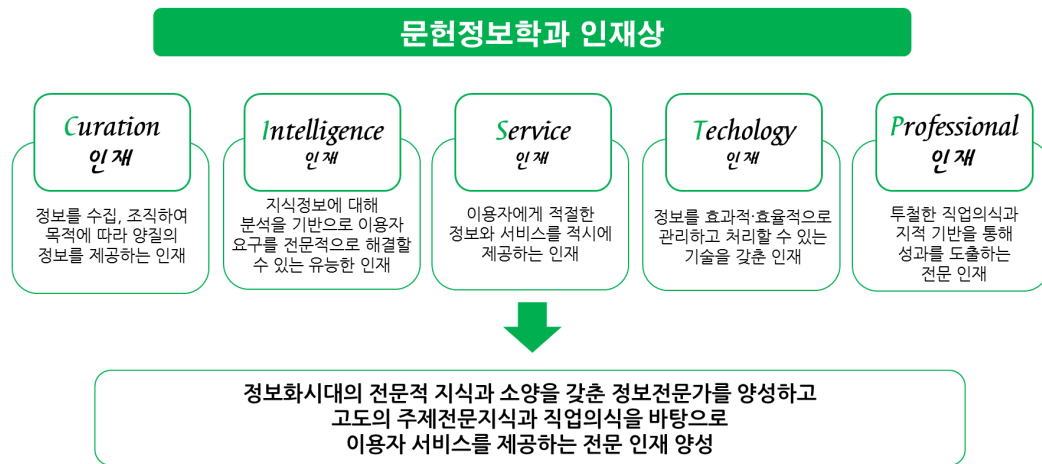 문헌정보학과 인재상
Curation
인재
정보를 수집, 조직하여
목적에 따라 양질의
정보를 제공하는 인재
Intelligence
인재
지식정보에 대해
분석을 기반으로 이용자
요구를 전문적으로 해결할
수 있는 유능한 인재
Service
인재
이용자에게 적절한
정보와 서비스를 적시에
제공하는 인재
Techology
인재
정보를 효과적·효율적으로
관리하고 처리할 수 있는
기술을 갖춘 인재
Professional
인재
투철한 직업의식과
지적 기반을 통해
성과를 도출하는
전문 인재
정보화시대의 전문적 지식과 소양을 갖춘 정보전문가를 양성하고
고도의 주제전문지식과 직업의식을 바탕으로
이용자 서비스를 제공하는 전문 인재 양성